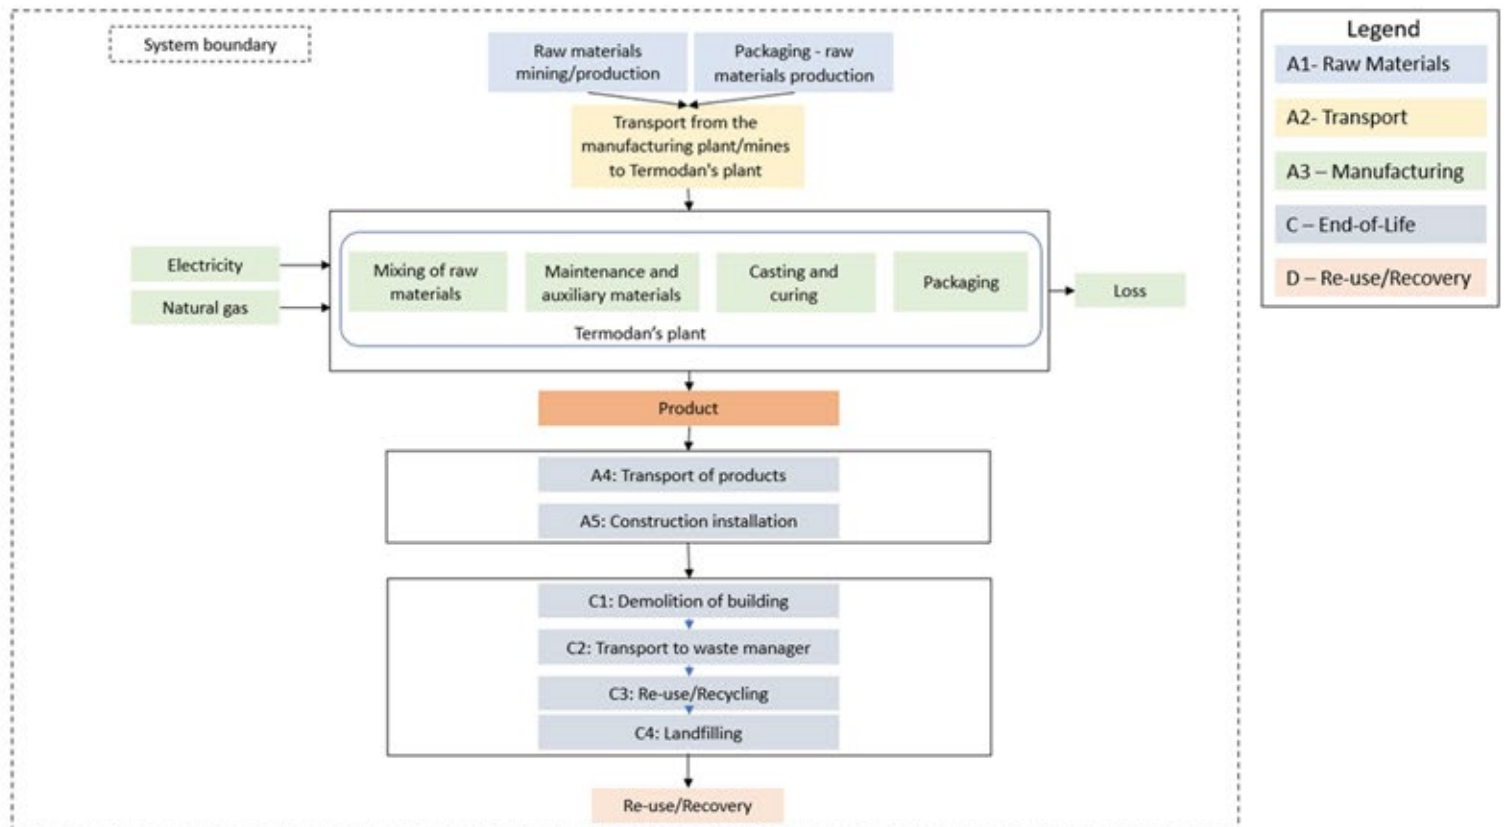 System boundary
Raw materials
mining/production
Packaging - raw
materials production
Transport from the
manufacturing plant/mines
to Termodan's plant
Electricity
Natural gas
Mixing of raw
materials
Maintenance and
auxiliary materials
Casting and
curing
Packaging
Termodan's plant
Loss
Product
A4: Transport of products
A5: Construction installation
C1: Demolition of building
C2: Transport to waste manager
C3: Re-use/Recycling
C4: Landfilling
Re-use/Recovery
Legend
A1- Raw Materials
A2- Transport
A3 – Manufacturing
C – End-of-Life
D – Re-use/Recovery